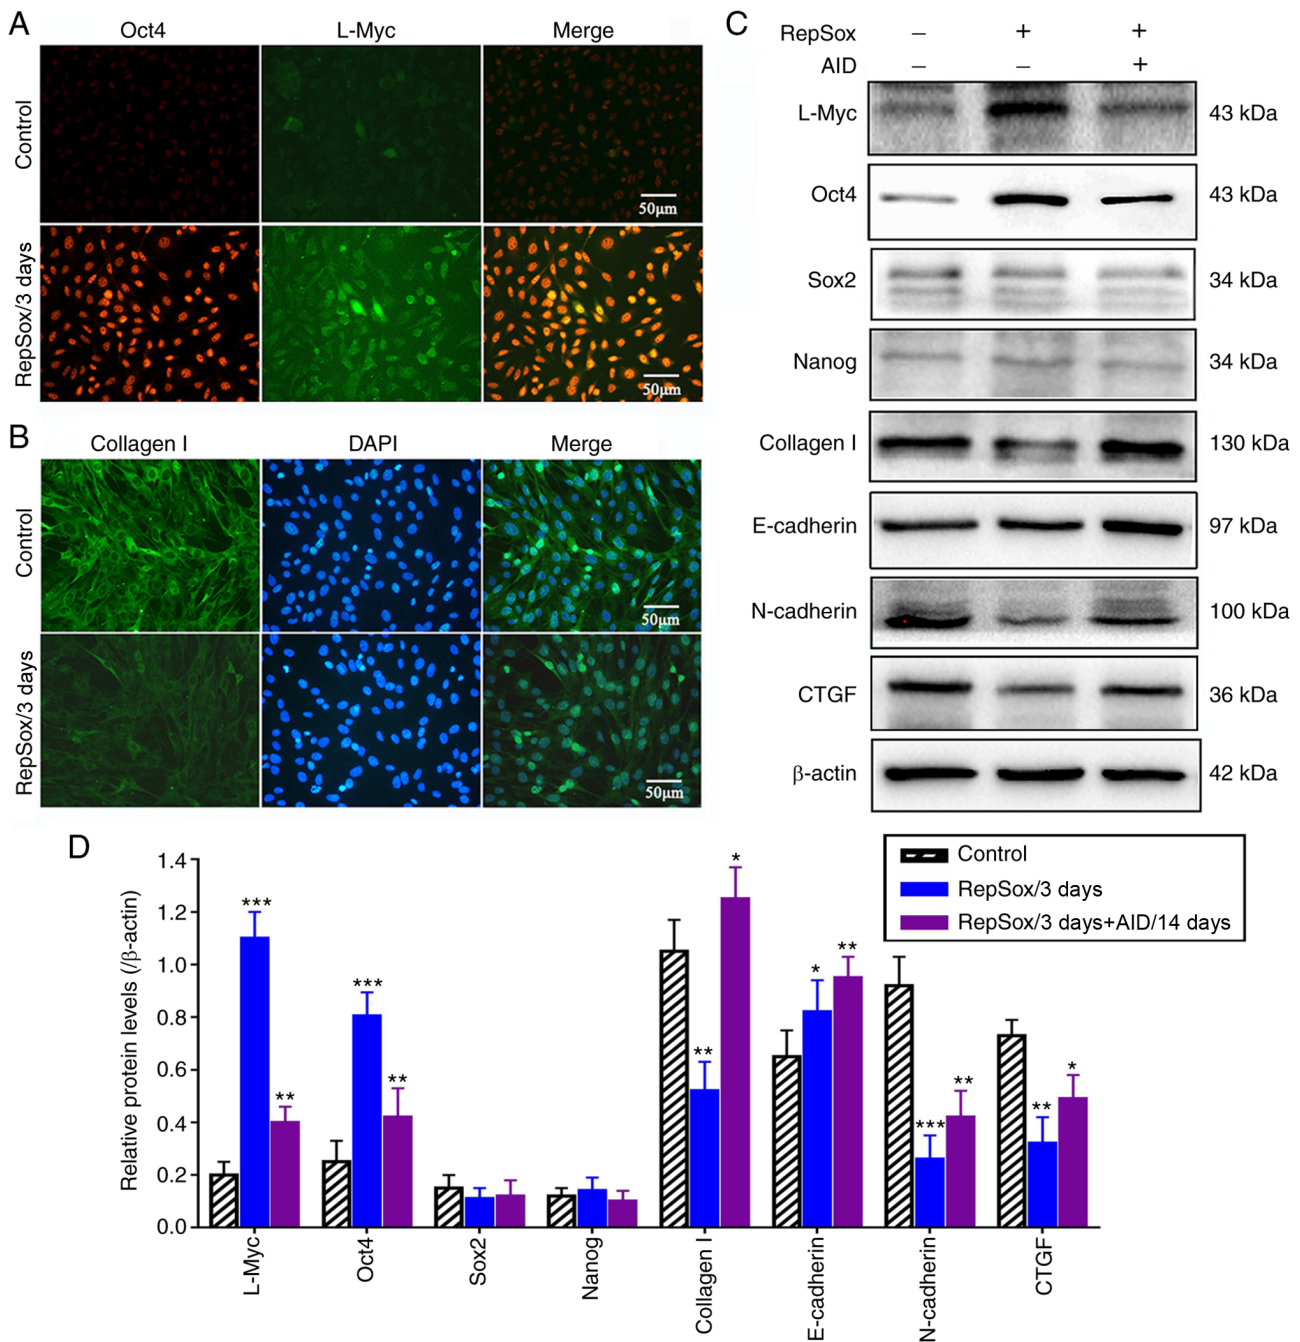 A
Oct4 L-Myc Merge
Control
50µm
RepSox/3 days
50µm
B
Collagen I DAPI Merge
Control
50µm
RepSox/3 days
50µm
C
RepSox – + +
AID – – +
L-Myc 43 kDa
Oct4 43 kDa
Sox2 34 kDa
Nanog 34 kDa
Collagen I 130 kDa
E-cadherin 97 kDa
N-cadherin 100 kDa
CTGF 36 kDa
β-actin 42 kDa
D
Relative protein levels (/β-actin)
1.4
1.2
1.0
0.8
0.6
0.4
0.2
0.0
*** **
*** **
** *
* **
*** **
** *
L-Myc
Oct4
Sox2
Nanog
Collagen I
E-cadherin
N-cadherin
CTGF
Control
RepSox/3 days
RepSox/3 days+AID/14 days